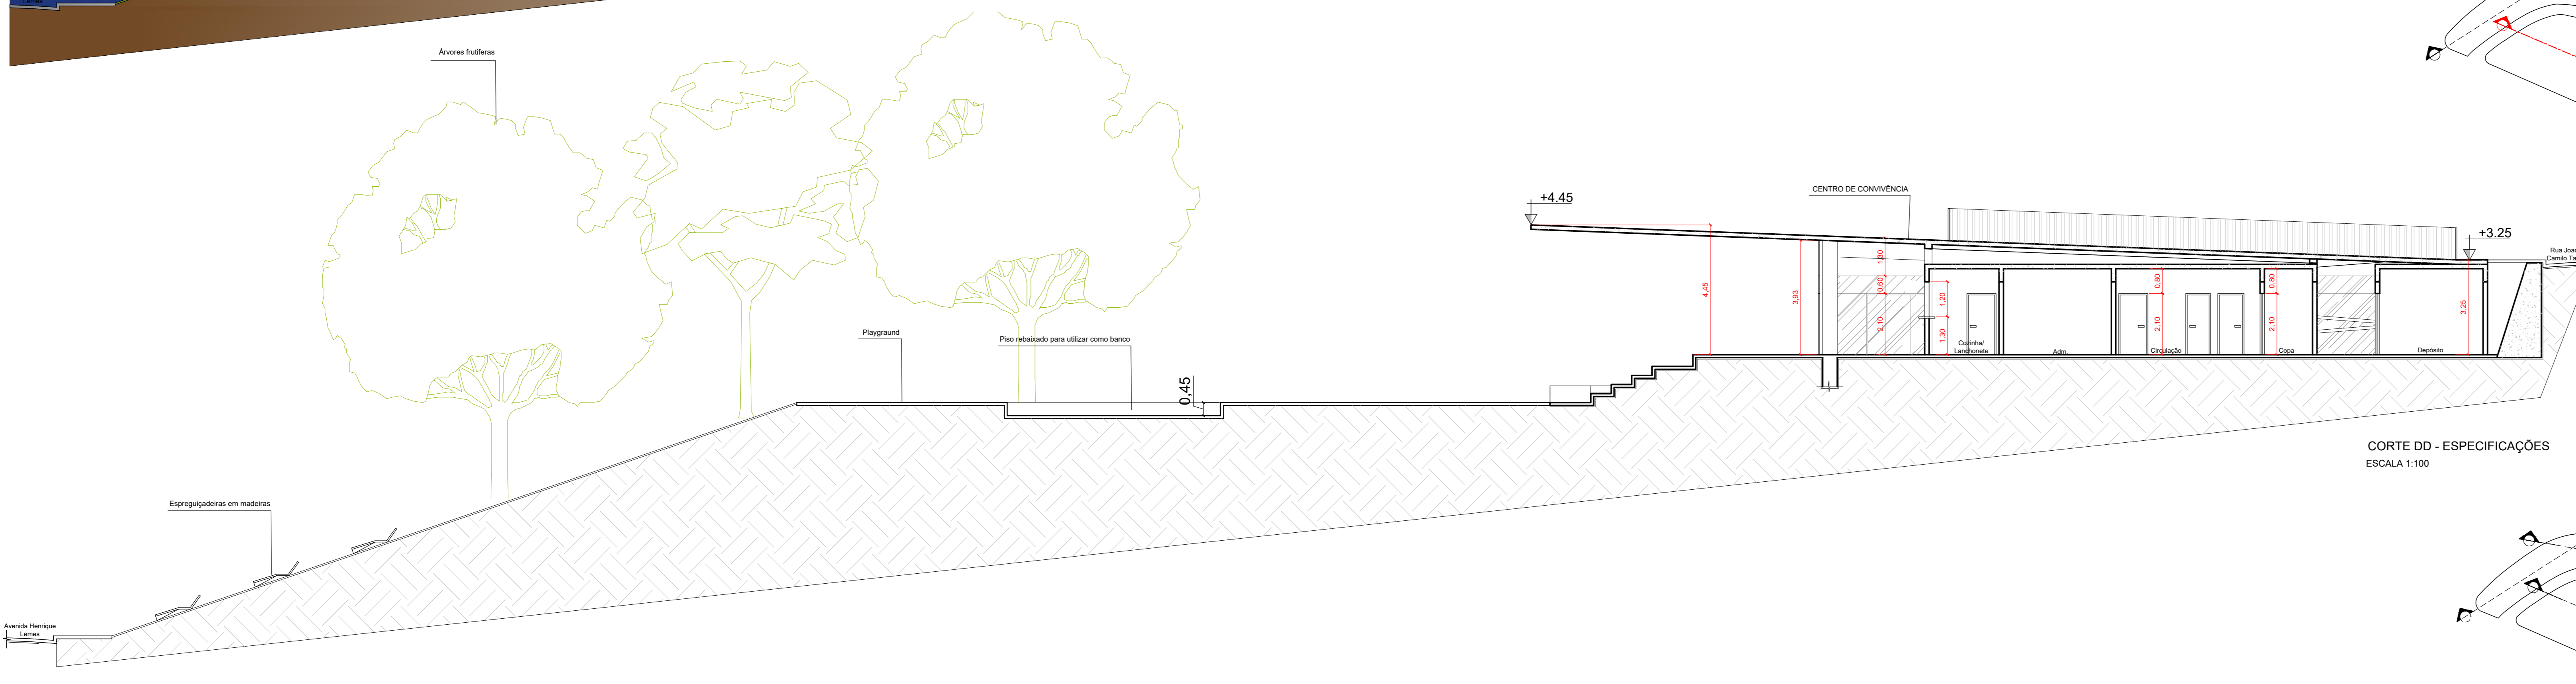 Lemes
Árvores frutiferas
+4.45
CENTRO DE CONVIVÊNCIA
+3.25
Rua Joao
Camilo Ta
4.45
3,93
1,30
0,60
2,10
1,20
1,30
0,80
2,10
0,80
2,10
3,25
Cozinha/
Lanchonete
Adm.
Circulação
Copa
Depósito
Playgraund
Piso rebaixado para utilizar como banco
0,45
CORTE DD - ESPECIFICAÇÕES
ESCALA 1:100
Espreguiçadeiras em madeiras
Avenida Henrique
Lemes